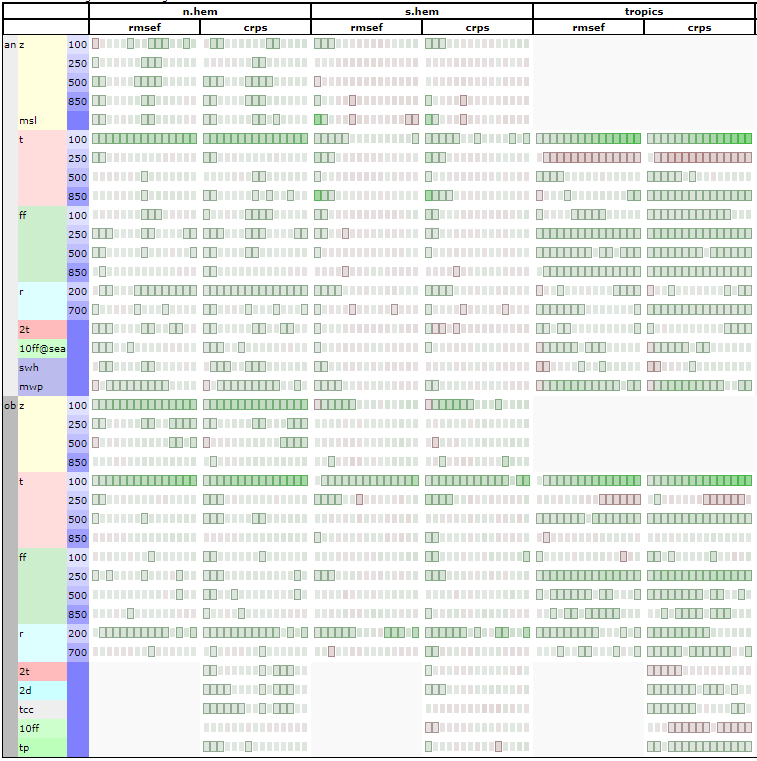 n.hem s.hem tropics
rmsef crps rmsef crps rmsef crps
an z 100
250
500
850
msl
t 100
250
500
850
ff 100
250
500
850
r 200
700
2t
10ff@sea
swh
mwp
ob z 100
250
500
850
t 100
250
500
850
ff 100
250
500
850
r 200
700
2t
2d
tcc
10ff
tp